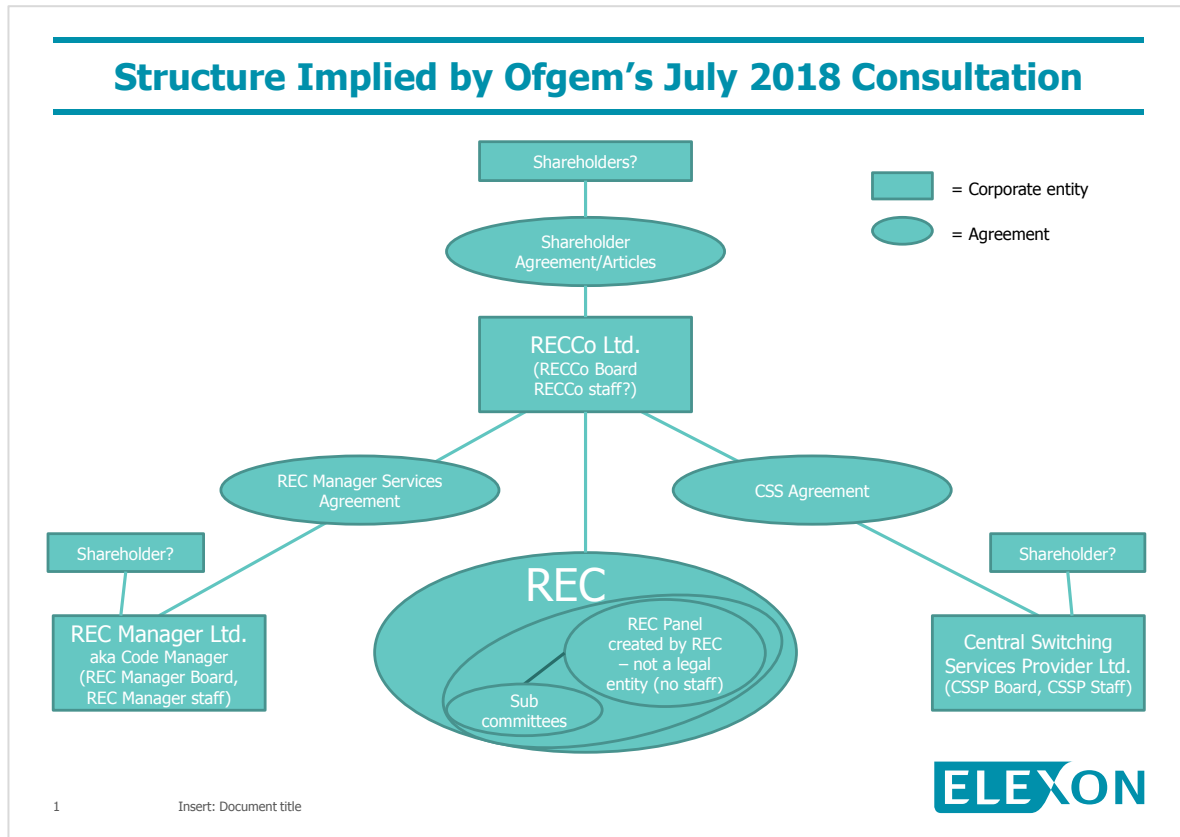 Structure Implied by Ofgem's July 2018 Consultation
Shareholders?
= Corporate entity
Shareholder
Agreement/Articles
= Agreement
RECCo Ltd.
(RECCo Board
RECCo staff?)
REC Manager Services
Agreement
CSS Agreement
Shareholder?
Shareholder?
REC Manager Ltd.
aka Code Manager
(REC Manager Board,
REC Manager staff)
REC
REC Panel
created by REC
– not a legal
entity (no staff)
Sub
committees
Central Switching
Services Provider Ltd.
(CSSP Board, CSSP Staff)
1
Insert: Document title
ELEXON